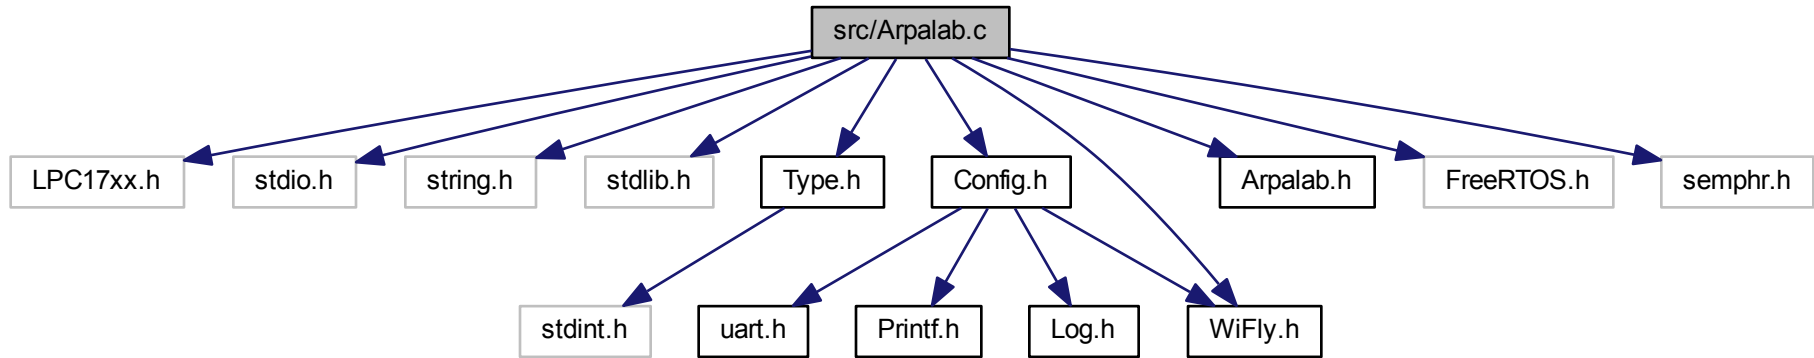 src/Arpalab.c
LPC17xx.h
stdio.h
string.h
stdlib.h
Type.h
Config.h
Arpalab.h
FreeRTOS.h
semphr.h
stdint.h
uart.h
Printf.h
Log.h
WiFly.h